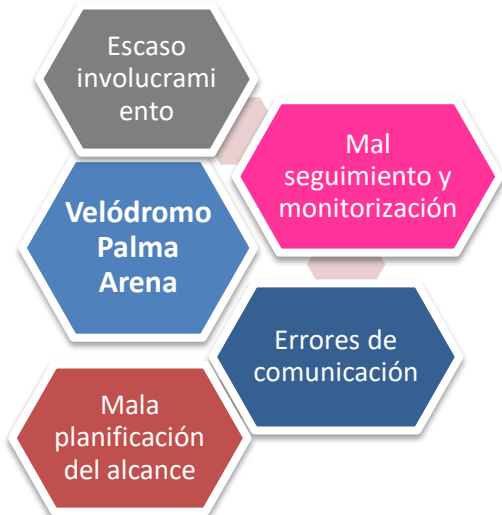 Escaso
involucrami
ento
Mal
seguimiento y
monitorización
Velódromo
Palma
Arena
Errores de
comunicación
Mala
planificación
del alcance